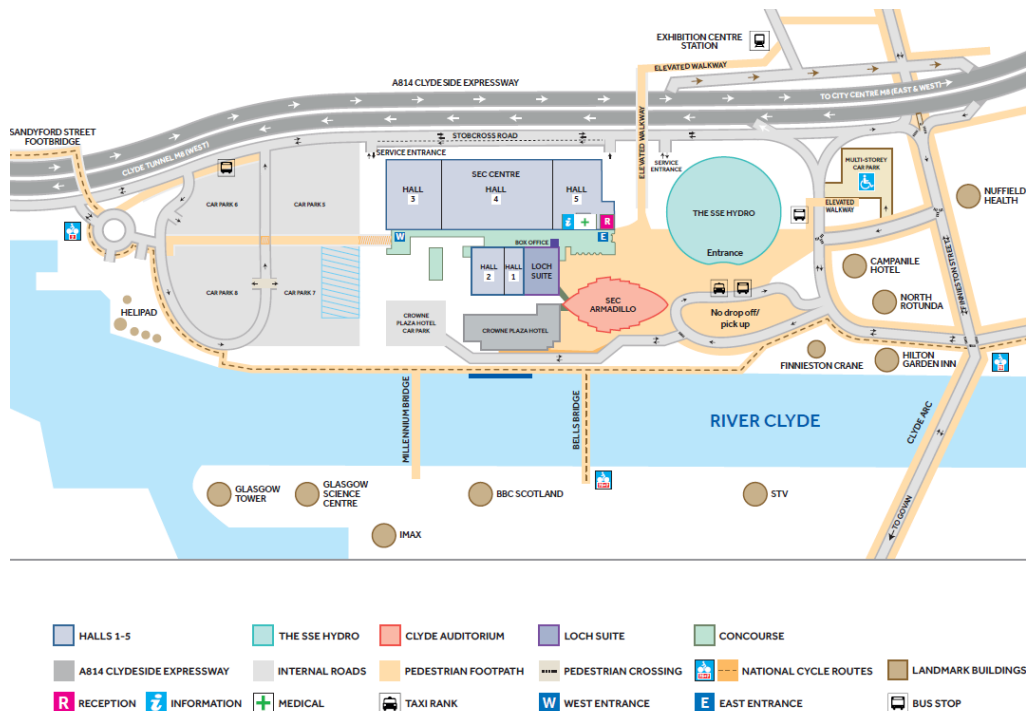 EXHIBITION CENTRE
STATION
ELEVATED WALKWAY
A814 CLYDESIDE EXPRESSWAY
TO CITY CENTRE M8 (EAST & WEST)
SANDYFORD STREET
FOOTBRIDGE
CLYDE TUNNEL M8 (WEST)
STOBCROSS ROAD
SERVICE ENTRANCE
ELEVATED WALKWAY
SERVICE
ENTRANCE
MULTI-STOREY
CAR PARK
SEC CENTRE
HALL
3
HALL
4
HALL
5
R
NUFFIELD
HEALTH
CAR PARK 6
CAR PARK 5
THE SSE HYDRO
ELEVATED
WALKWAY
W
E
BOX OFFICE
Entrance
FINNIESTON STREET
HALL
2
HALL
1
LOCH
SUITE
CAMPANILE
HOTEL
SEC
ARMADILLO
CAR PARK 8
CAR PARK 7
NORTH
ROTUNDA
HELIPAD
CROWNE
PLAZA HOTEL
CAR PARK
CROWNE PLAZA HOTEL
No drop off/
pick up
FINNIESTON CRANE
HILTON
GARDEN INN
MILLENNIUM BRIDGE
BELLS BRIDGE
RIVER CLYDE
CLYDE ARC
GLASGOW
TOWER
GLASGOW
SCIENCE
CENTRE
BBC SCOTLAND
STV
IMAX
TO GOVAN
HALLS 1-5
THE SSE HYDRO
CLYDE AUDITORIUM
LOCH SUITE
CONCOURSE
A814 CLYDESIDE EXPRESSWAY
INTERNAL ROADS
PEDESTRIAN FOOTPATH
PEDESTRIAN CROSSING
NATIONAL CYCLE ROUTES
LANDMARK BUILDINGS
R RECEPTION
i INFORMATION
MEDICAL
TAXI RANK
W WEST ENTRANCE
E EAST ENTRANCE
BUS STOP